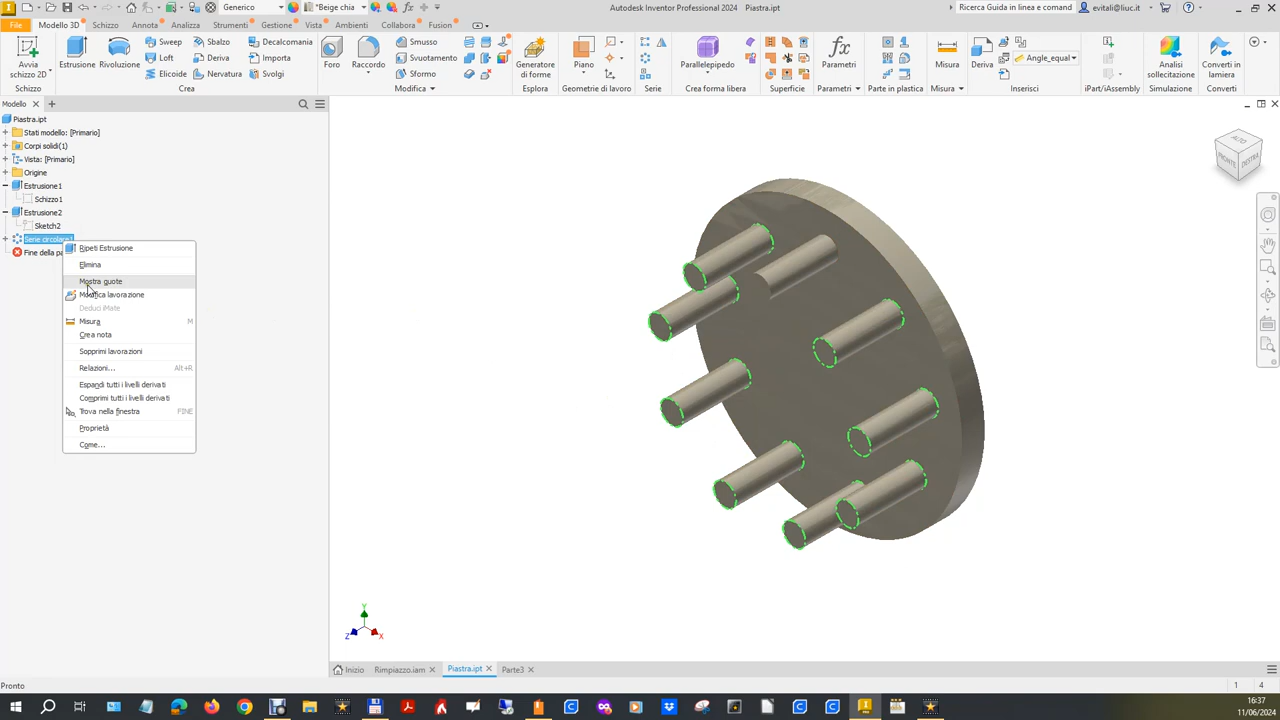 Generico
*Beige chia
Autodesk Inventor Professional 2024 Piastra.ipt
Ricerca Guida in linea e comand
evitali@liuc.it
File
Modello 3D
Schizzo
Annota
Analizza
Strumenti
Gestione
Vista
Ambienti
Collabora
Fusion
Avvia
schizzo 2D
Estrusione
Rivoluzione
Sweep
Loft
Elicoide
Sbalzo
Deriva
Nervatura
Decalcomania
Importa
Svolgi
Foro
Raccordo
Smusso
Svuotamento
Sformo
Generatore
di forme
Piano
Parallelepipedo
fx
Parametri
Misura
Deriva
Angle_equal
Analisi
sollecitazione
Converti in
lamiera
Schizzo
Crea
Modifica
Esplora
Geometrie di lavoro
Serie
Crea forma libera
Superficie
Parametri
Parte in plastica
Misura
Inserisci
iPart/iAssembly
Simulazione
Converti
Modello
Piastra.ipt
Stati modello: [Primario]
Corpi solidi(1)
Vista: [Primario]
Origine
Estrusione1
Schizzo1
Estrusione2
Sketch2
Serie circolare1
Fine della pa
Ripeti Estrusione
Elimina
Mostra quote
Modifica lavorazione
Deduci iMate
Misura M
Crea nota
Sopprimi lavorazioni
Relazioni... Alt+R
Espandi tutti i livelli derivati
Comprimi tutti i livelli derivati
Trova nella finestra FINE
Proprietà
Come...
ALTO
FRONTE
DESTRA
Y
Z
X
Inizio
Rimpiazzo.iam
Piastra.ipt
Parte3
Pronto
1 4
16:37
11/06/2024